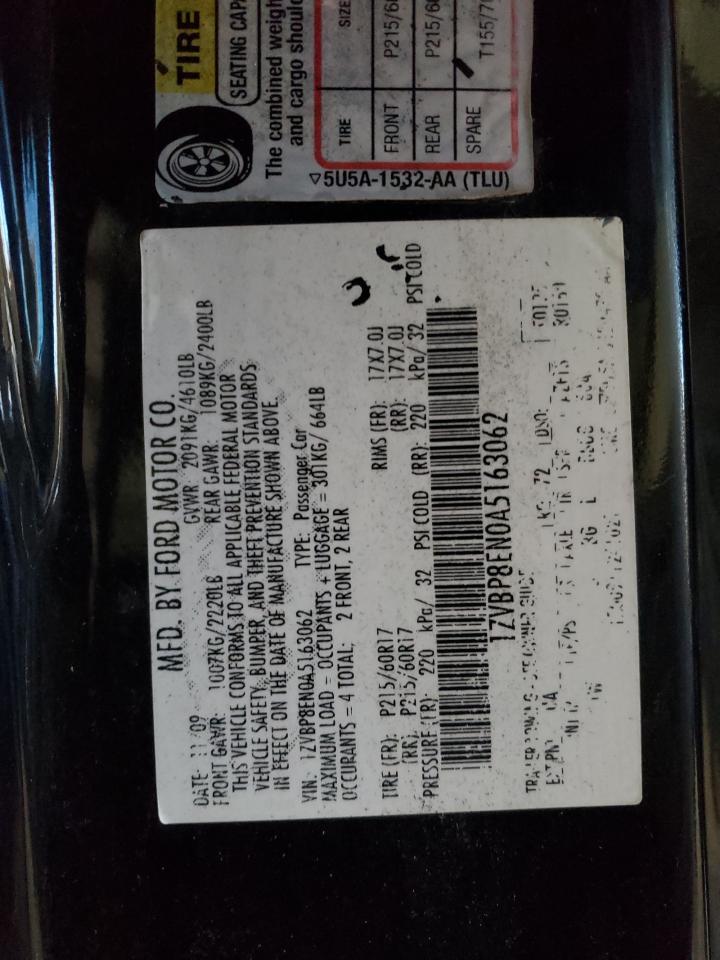 TIRE
SEATING CAP
The combined weigh
and cargo shoul
TIRE SIZE
FRONT P215/6
REAR P215/6
SPARE T155/7
5U5A-1532-AA (TLU)
MFD. BY FORD MOTOR CO.
DATE: 11/09 GVWR: 2091KG/4610LB
FRONT GAWR: 1007KG/2220LB REAR GAWR: 1089KG/2400LB
THIS VEHICLE CONFORMS TO ALL APPLICABLE FEDERAL MOTOR
VEHICLE SAFETY, BUMPER, AND THEFT PREVENTION STANDARDS
IN EFFECT ON THE DATE OF MANUFACTURE SHOWN ABOVE.
VIN: 1ZVBP8EN0A5163062 TYPE: Passenger Car
MAXIMUM LOAD = OCCUPANTS + LUGGAGE = 301KG/ 664LB
OCCUPANTS = 4 TOTAL: 2 FRONT, 2 REAR
TIRE (FR): P215/60R17 RIMS (FR): 17X7.0J
(RR): P215/60R17 (RR): 17X7.0J
PRESSURE (FR): 220 kPa/ 32 PSI COLD (RR): 220 kPa/ 32 PSI COLD
1ZVBP8EN0A5163062
TRAILER TOWING - SEE OWNER GUIDE